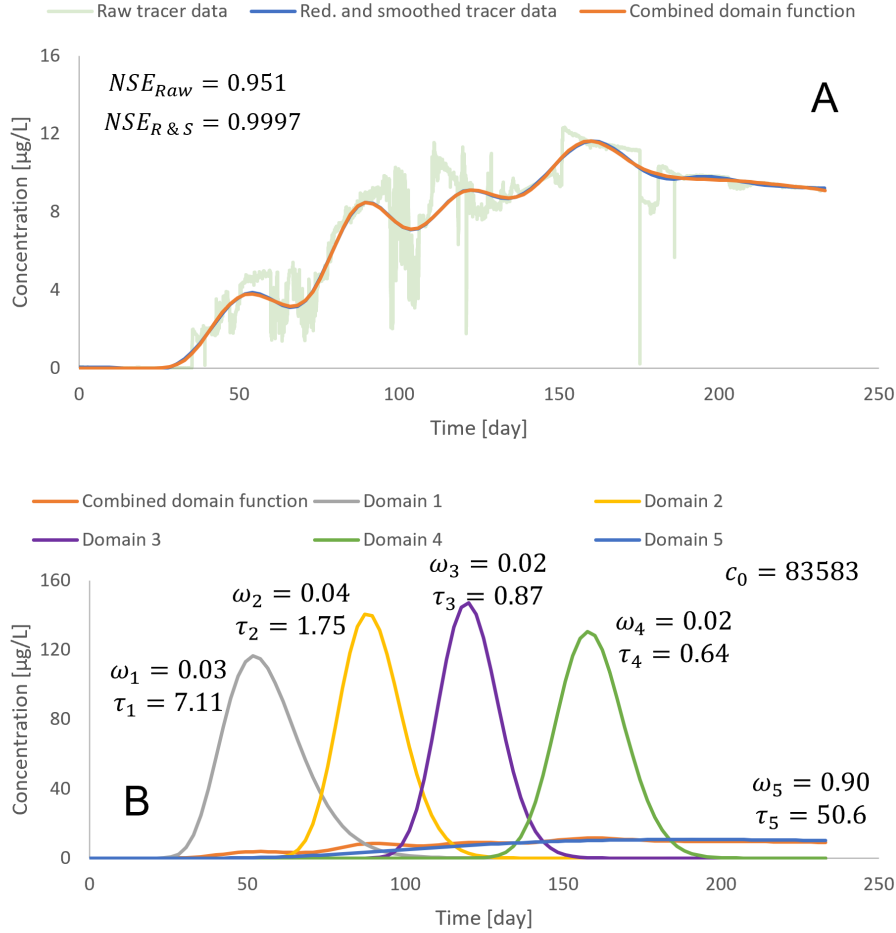 Raw tracer data Red. and smoothed tracer data Combined domain function
16
12
8
4
0
NSE_Raw = 0.951
NSE_R & S = 0.9997
A
Concentration [µg/L]
0 50 100 150 200 250
Time [day]
Combined domain function Domain 1 Domain 2
Domain 3 Domain 4 Domain 5
160
120
80
40
0
ω₁ = 0.03
τ₁ = 7.11
ω₂ = 0.04
τ₂ = 1.75
ω₃ = 0.02
τ₃ = 0.87
c₀ = 83583
ω₄ = 0.02
τ₄ = 0.64
ω₅ = 0.90
τ₅ = 50.6
B
Concentration [µg/L]
0 50 100 150 200 250
Time [day]